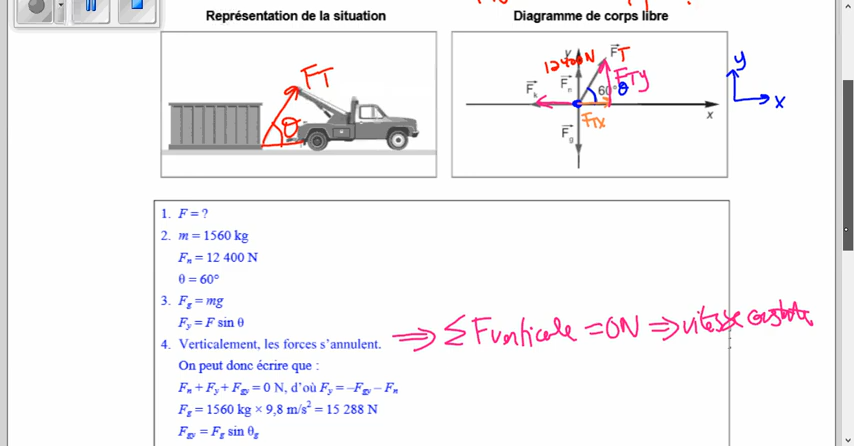 Représentation de la situation
Diagramme de corps libre
FT
θ
y
12400N
F T
F k
F n
FTy
60°
θ
FTx
x
F g
y
x
1. F = ?
2. m = 1560 kg
Fn = 12 400 N
θ = 60°
3. Fg = mg
Fy = F sin θ
4. Verticalement, les forces s’annulent.
⇒ Σ Fverticale = 0N ⇒ vitesse constante
On peut donc écrire que :
Fn + Fy + Fgy = 0 N, d’où Fy = –Fgy – Fn
Fg = 1560 kg × 9,8 m/s² = 15 288 N
Fgy = Fg sin θg